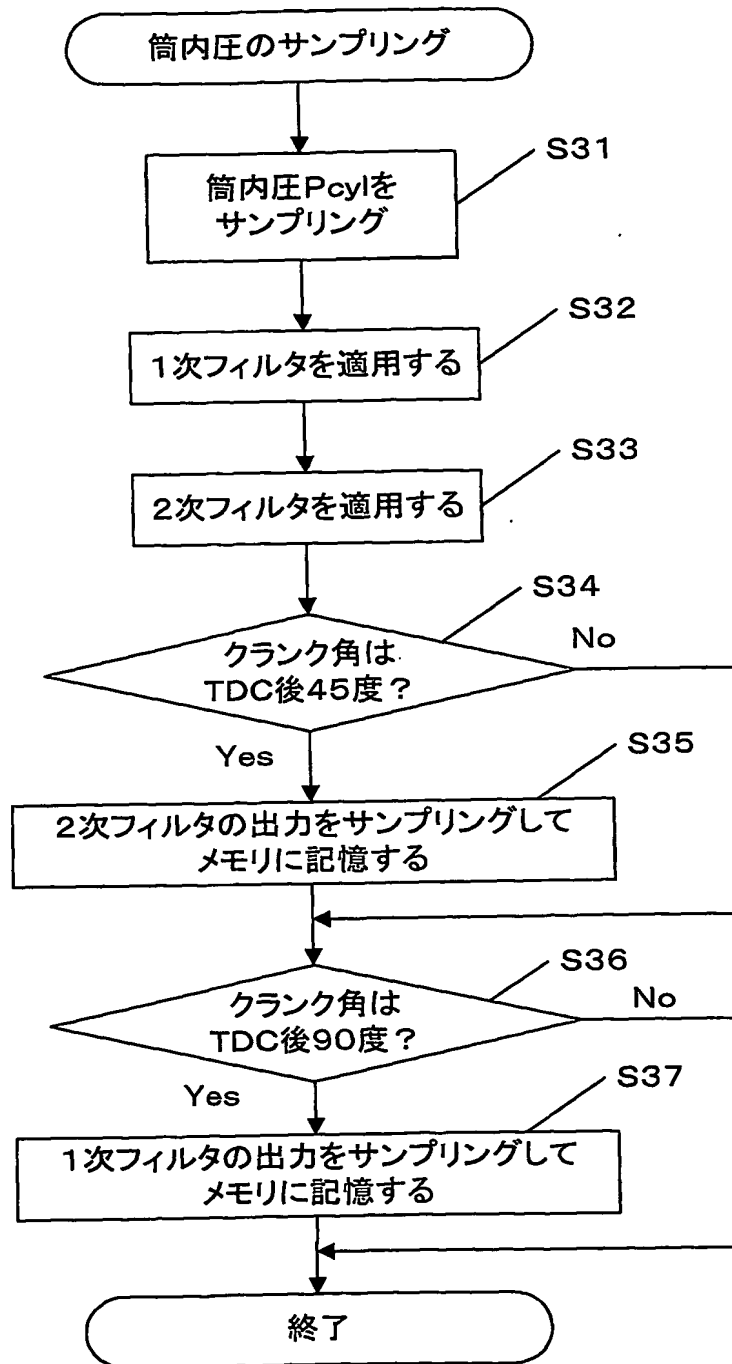 筒内圧のサンプリング
S31
筒内圧Pcylを
サンプリング
S32
1次フィルタを適用する
S33
2次フィルタを適用する
S34
クランク角は
TDC後45度？
No
Yes
S35
2次フィルタの出力をサンプリングして
メモリに記憶する
S36
クランク角は
TDC後90度？
No
Yes
S37
1次フィルタの出力をサンプリングして
メモリに記憶する
終了